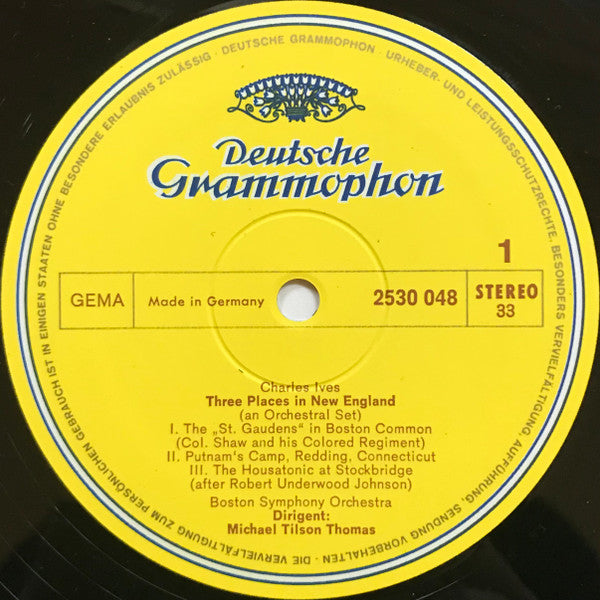 DEUTSCHE GRAMMOPHON · URHEBER- UND LEISTUNGSSCHUTZRECHTE, BESONDERS VERVIELFÄLTIGUNG, AUFFÜHRUNG, SENDUNG VORBEHALTEN · DIE VERVIELFÄLTIGUNG ZUM PERSÖNLICHEN GEBRAUCH IST IN EINIGEN STAATEN OHNE BESONDERE ERLAUBNIS ZULÄSSIG ·
Deutsche
Grammophon
1
GEMA Made in Germany 2530 048 STEREO
33
Charles Ives
Three Places in New England
(an Orchestral Set)
I. The „St. Gaudens" in Boston Common
(Col. Shaw and his Colored Regiment)
II. Putnam's Camp, Redding, Connecticut
III. The Housatonic at Stockbridge
(after Robert Underwood Johnson)
Boston Symphony Orchestra
Dirigent:
Michael Tilson Thomas